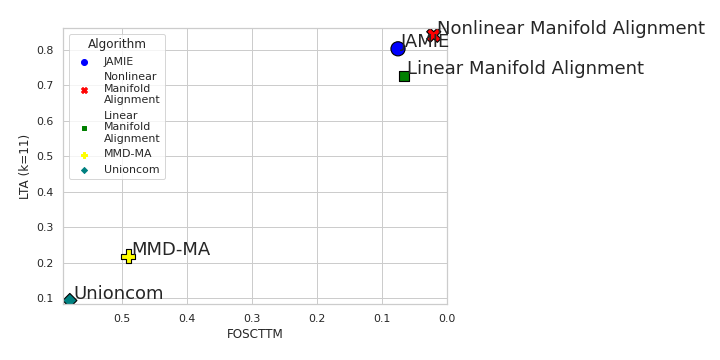 Nonlinear Manifold Alignment
JAMIE
Linear Manifold Alignment
MMD-MA
Unioncom
Algorithm
JAMIE
Nonlinear
Manifold
Alignment
Linear
Manifold
Alignment
MMD-MA
Unioncom
LTA (k=11)
0.8
0.7
0.6
0.5
0.4
0.3
0.2
0.1
0.5 0.4 0.3 0.2 0.1 0.0
FOSCTTM